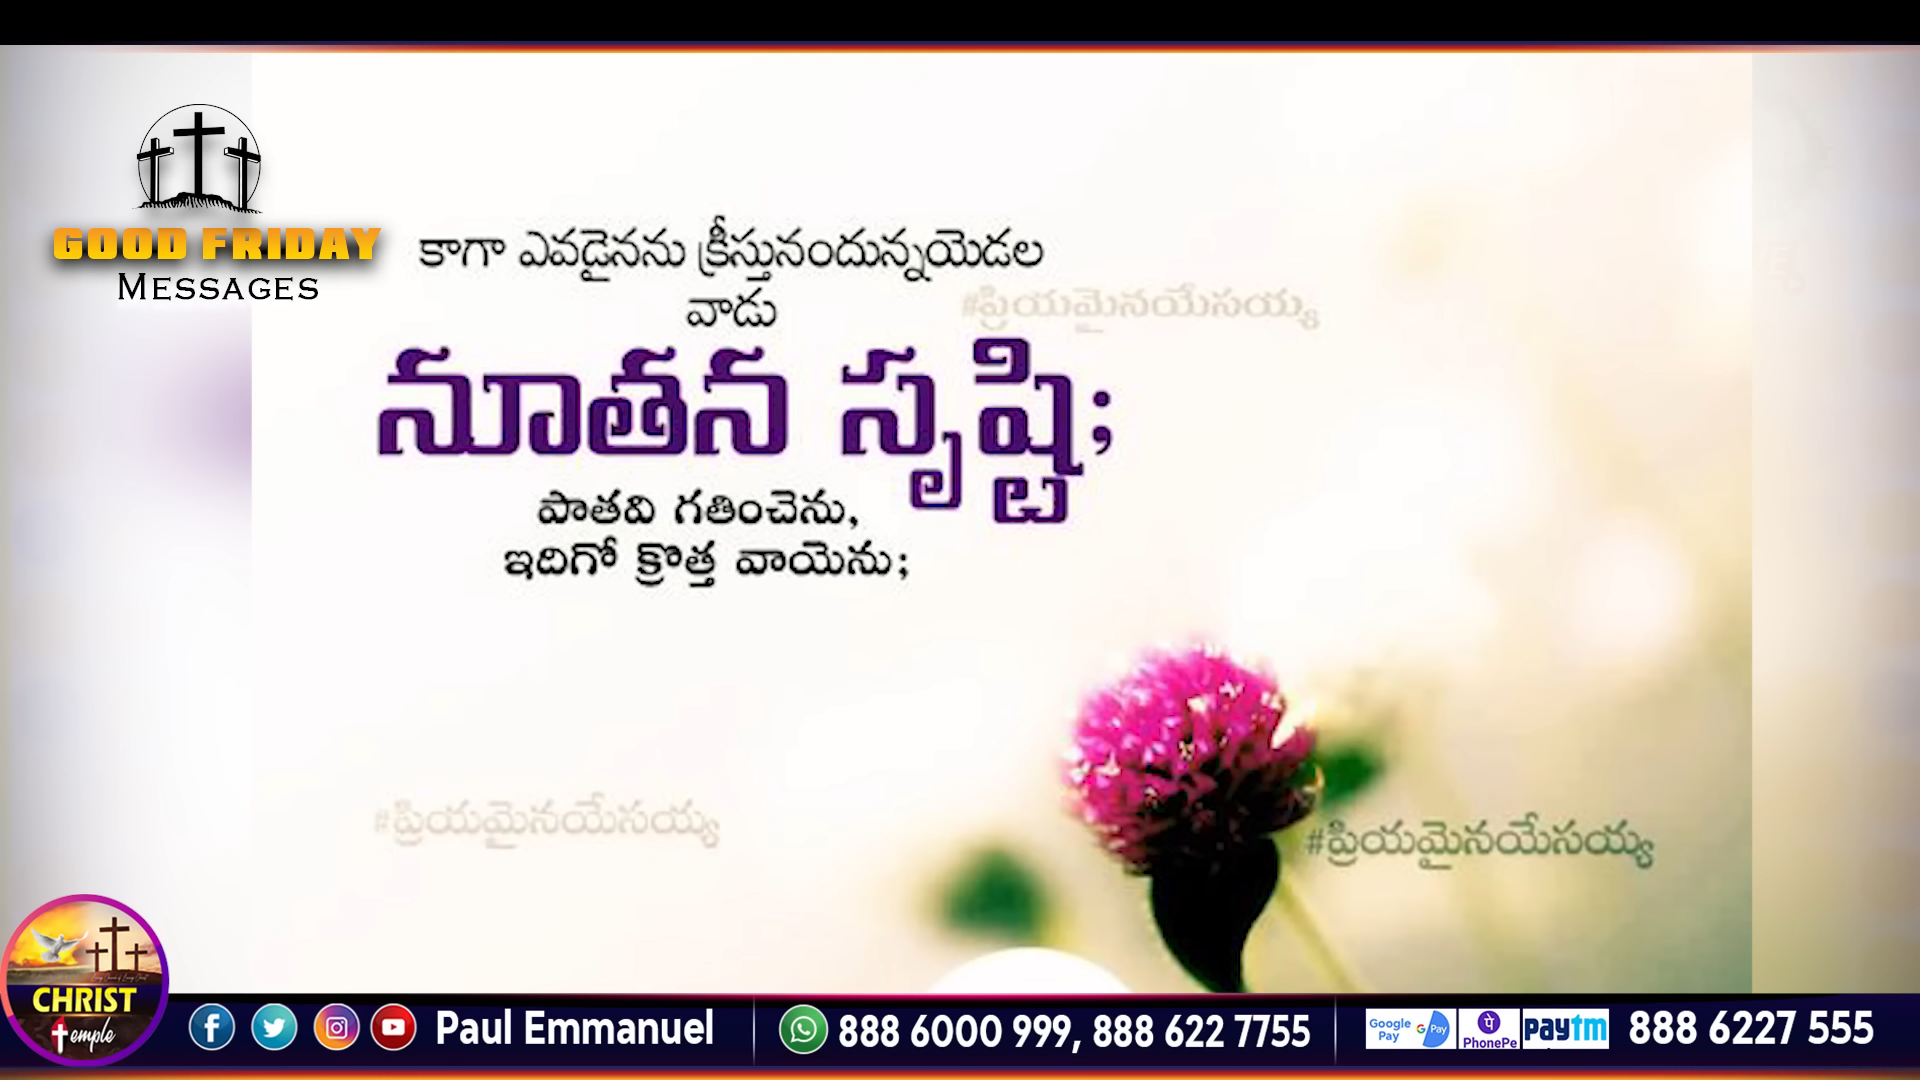 GOOD FRIDAY
MESSAGES
కాగా ఎవడైనను క్రీస్తునందున్నయెడల
వాడు
#ప్రియమైనయేసయ్య
నూతన సృష్టి;
పాతవి గతించెను,
ఇదిగో క్రొత్త వాయెను;
#ప్రియమైనయేసయ్య
#ప్రియమైనయేసయ్య
CHRIST
Temple
Paul Emmanuel
888 6000 999, 888 622 7755
Google Pay
G Pay
PhonePe
paytm
888 6227 555